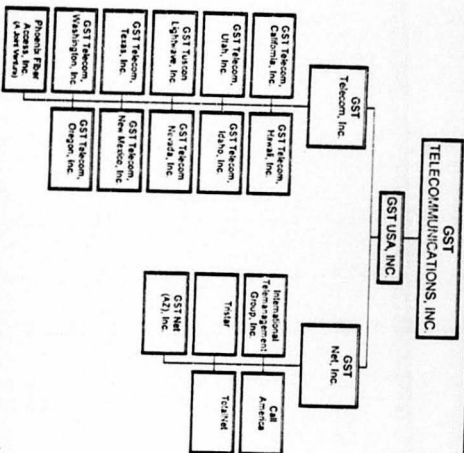 GST
TELECOMMUNICATIONS, INC.
GST USA, INC.
GST
Telecom, Inc.
GST
Net, Inc.
GST Telecom,
California, Inc.
GST Telecom,
Hawaii, Inc.
GST Telecom,
Utah, Inc.
GST Telecom,
Idaho, Inc.
GST Tuscon
Lightwave, Inc
GST Telecom
Nevada, Inc.
GST Telecom,
Texas, Inc.
GST Telecom,
New Mexico, Inc
GST Telecom,
Washington, Inc.
GST Telecom,
Oregon, Inc.
Phoenix Fiber
Access, Inc.
(A Joint Venture)
International
Telemanagement
Group, Inc.
Call
America
Tristar
TotalNet
GST Net
(AZ), Inc.